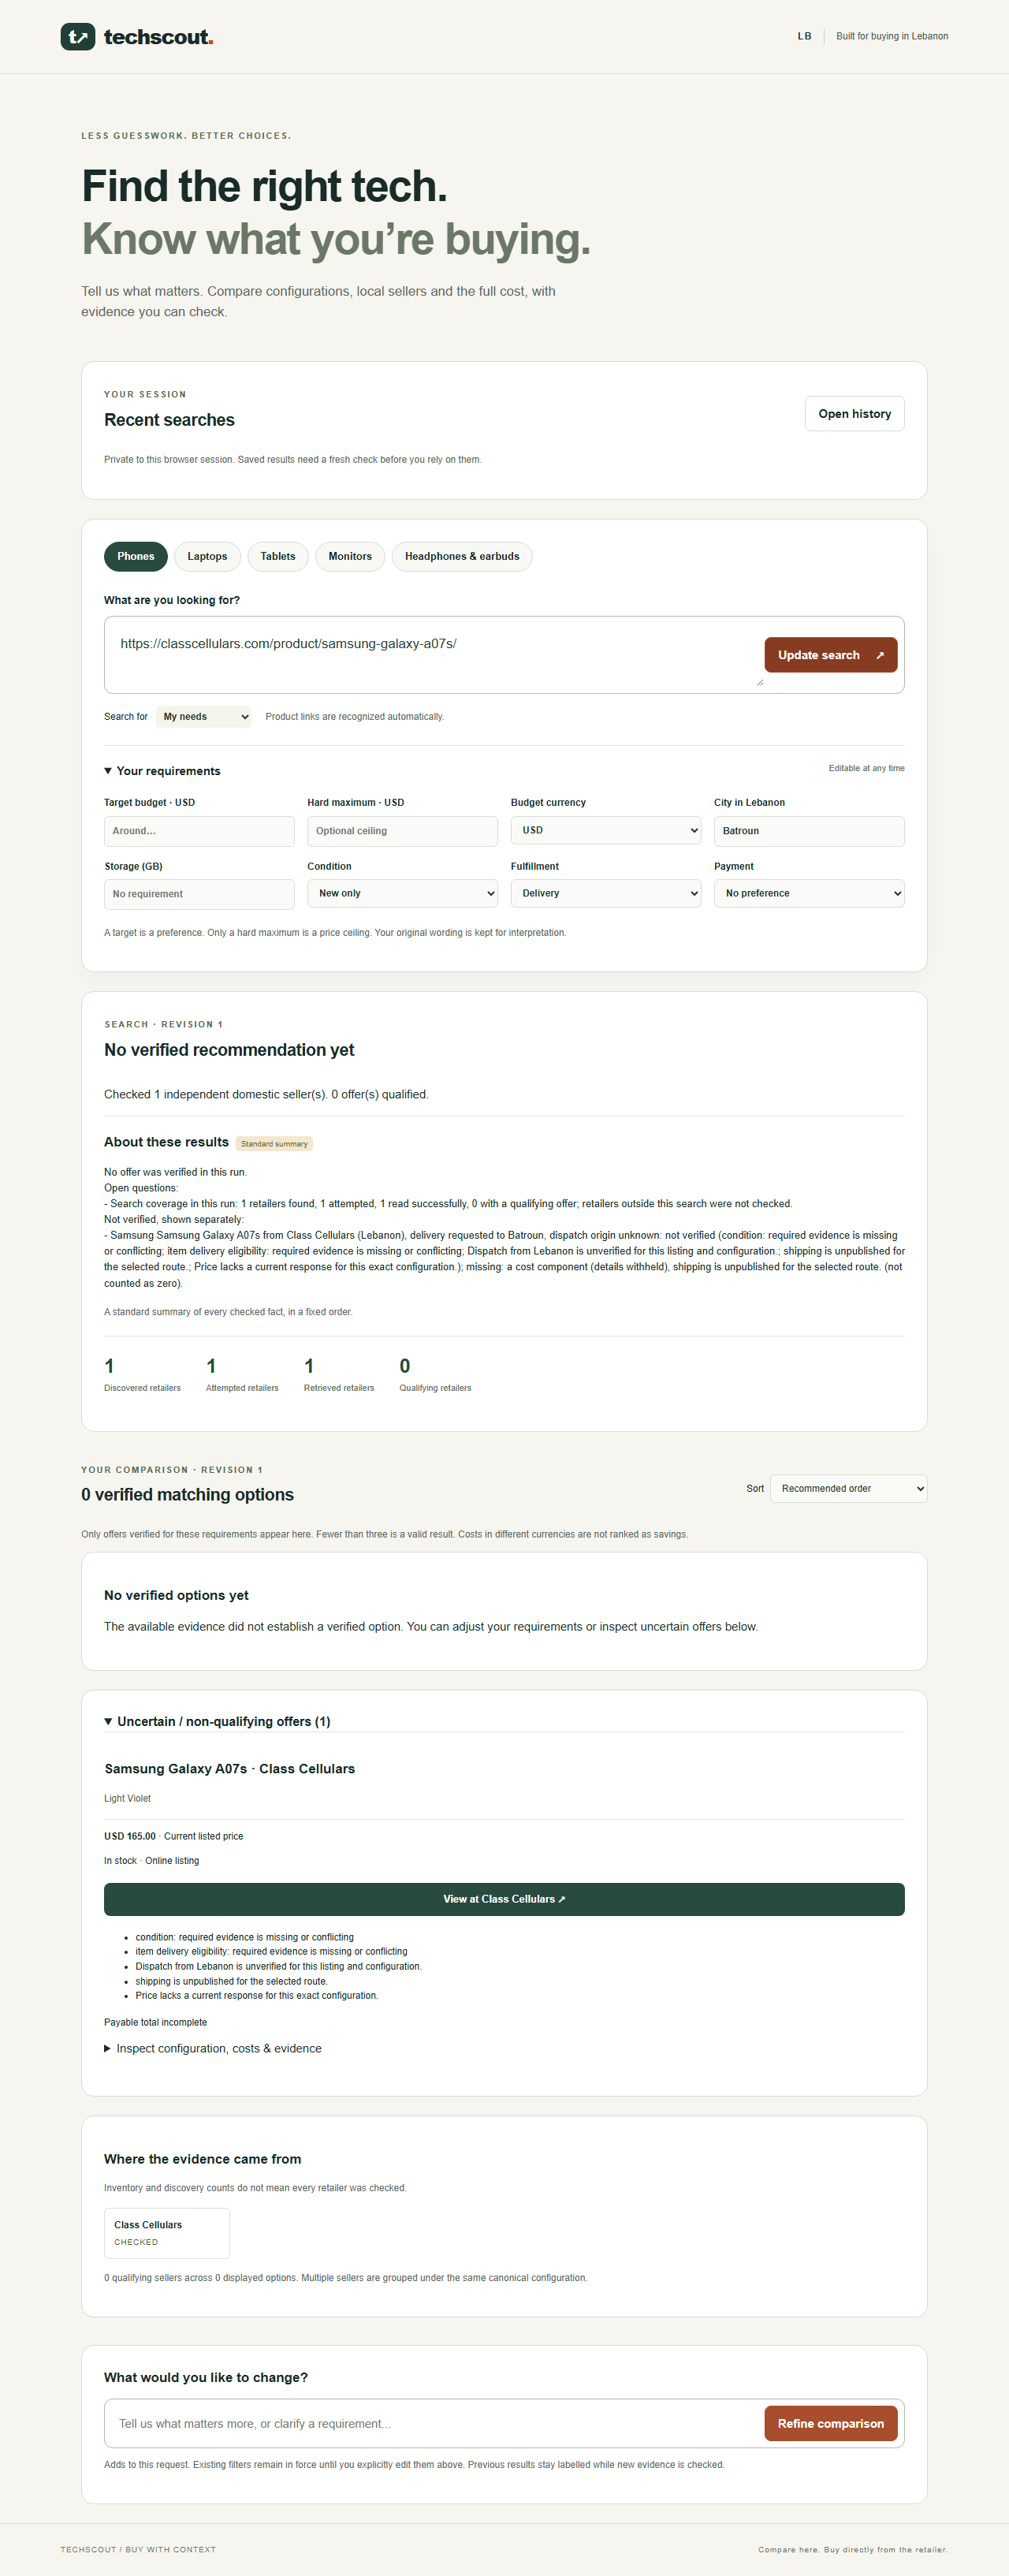 t↗ techscout.
LB
Built for buying in Lebanon
LESS GUESSWORK. BETTER CHOICES.
Find the right tech.
Know what you’re buying.
Tell us what matters. Compare configurations, local sellers and the full cost, with
evidence you can check.
YOUR SESSION
Recent searches
Open history
Private to this browser session. Saved results need a fresh check before you rely on them.
Phones
Laptops
Tablets
Monitors
Headphones & earbuds
What are you looking for?
https://classcellulars.com/product/samsung-galaxy-a07s/
Update search ↗
Search for
My needs
Product links are recognized automatically.
▼ Your requirements
Editable at any time
Target budget · USD
Hard maximum · USD
Budget currency
City in Lebanon
Around…
Optional ceiling
USD
Batroun
Storage (GB)
Condition
Fulfillment
Payment
No requirement
New only
Delivery
No preference
A target is a preference. Only a hard maximum is a price ceiling. Your original wording is kept for interpretation.
SEARCH · REVISION 1
No verified recommendation yet
Checked 1 independent domestic seller(s). 0 offer(s) qualified.
About these results
Standard summary
No offer was verified in this run.
Open questions:
- Search coverage in this run: 1 retailers found, 1 attempted, 1 read successfully, 0 with a qualifying offer; retailers outside this search were not checked.
Not verified, shown separately:
- Samsung Samsung Galaxy A07s from Class Cellulars (Lebanon), delivery requested to Batroun, dispatch origin unknown: not verified (condition: required evidence is missing
or conflicting; item delivery eligibility: required evidence is missing or conflicting; Dispatch from Lebanon is unverified for this listing and configuration.; shipping is unpublished for
the selected route.; Price lacks a current response for this exact configuration.); missing: a cost component (details withheld), shipping is unpublished for the selected route. (not
counted as zero).
A standard summary of every checked fact, in a fixed order.
1
1
1
0
Discovered retailers
Attempted retailers
Retrieved retailers
Qualifying retailers
YOUR COMPARISON · REVISION 1
0 verified matching options
Sort
Recommended order
Only offers verified for these requirements appear here. Fewer than three is a valid result. Costs in different currencies are not ranked as savings.
No verified options yet
The available evidence did not establish a verified option. You can adjust your requirements or inspect uncertain offers below.
▼ Uncertain / non-qualifying offers (1)
Samsung Galaxy A07s · Class Cellulars
Light Violet
USD 165.00 · Current listed price
In stock · Online listing
View at Class Cellulars ↗
• condition: required evidence is missing or conflicting
• item delivery eligibility: required evidence is missing or conflicting
• Dispatch from Lebanon is unverified for this listing and configuration.
• shipping is unpublished for the selected route.
• Price lacks a current response for this exact configuration.
Payable total incomplete
▶ Inspect configuration, costs & evidence
Where the evidence came from
Inventory and discovery counts do not mean every retailer was checked.
Class Cellulars
CHECKED
0 qualifying sellers across 0 displayed options. Multiple sellers are grouped under the same canonical configuration.
What would you like to change?
Tell us what matters more, or clarify a requirement…
Refine comparison
Adds to this request. Existing filters remain in force until you explicitly edit them above. Previous results stay labelled while new evidence is checked.
TECHSCOUT / BUY WITH CONTEXT
Compare here. Buy directly from the retailer.